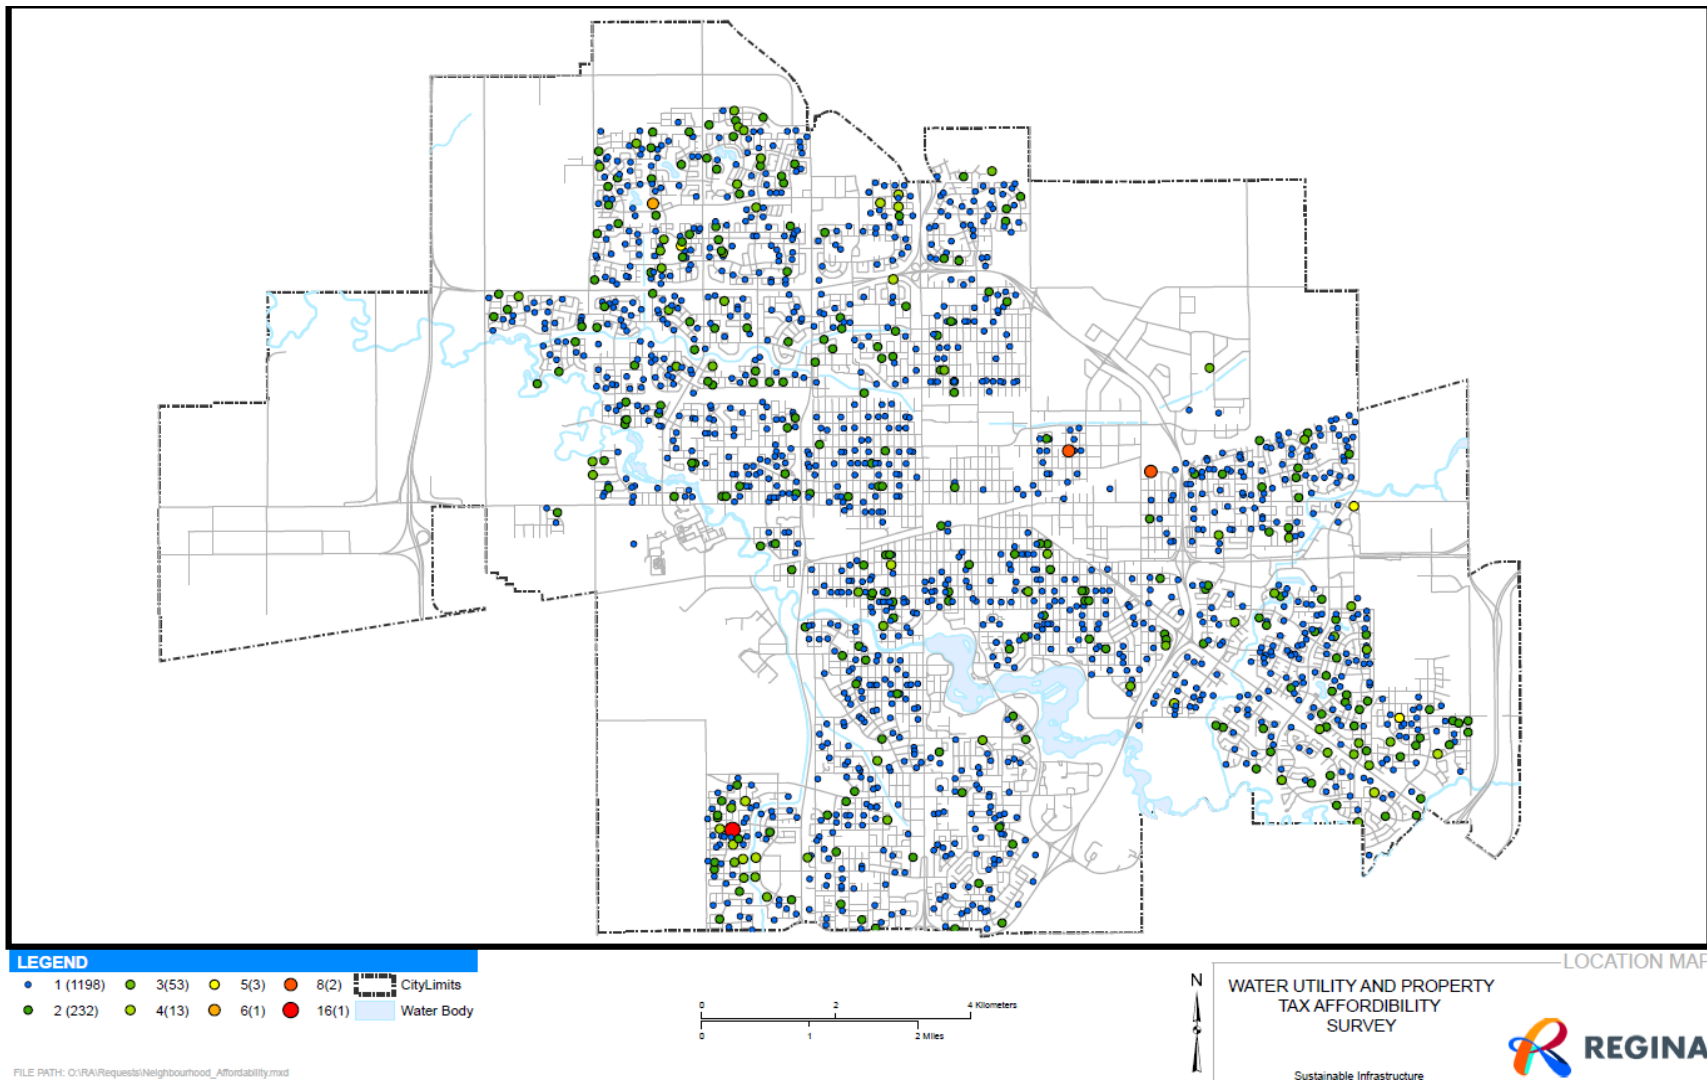 LEGEND
1 (1198)
3(53)
5(3)
8(2)
CityLimits
2 (232)
4(13)
6(1)
16(1)
Water Body
0 2 4 Kilometers
0 1 2 Miles
N
LOCATION MAP
WATER UTILITY AND PROPERTY
TAX AFFORDIBILITY
SURVEY
REGINA
Sustainable Infrastructure
FILE PATH: O:\RA\Requests\Neighbourhood_Affordability.mxd